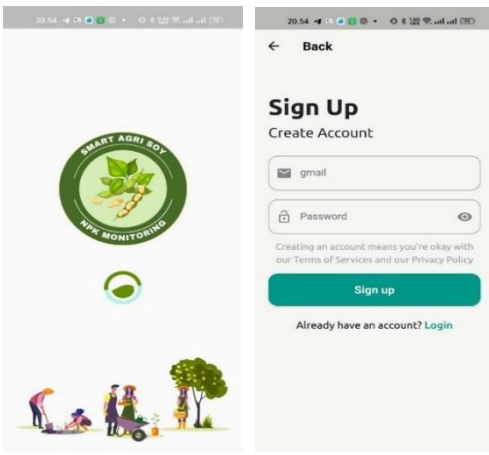 20.54
SMART AGRI SOY
NPK MONITORING
20.54
← Back
Sign Up
Create Account
gmail
Password
Creating an account means you're okay with
our Terms of Services and our Privacy Policy
Sign up
Already have an account? Login